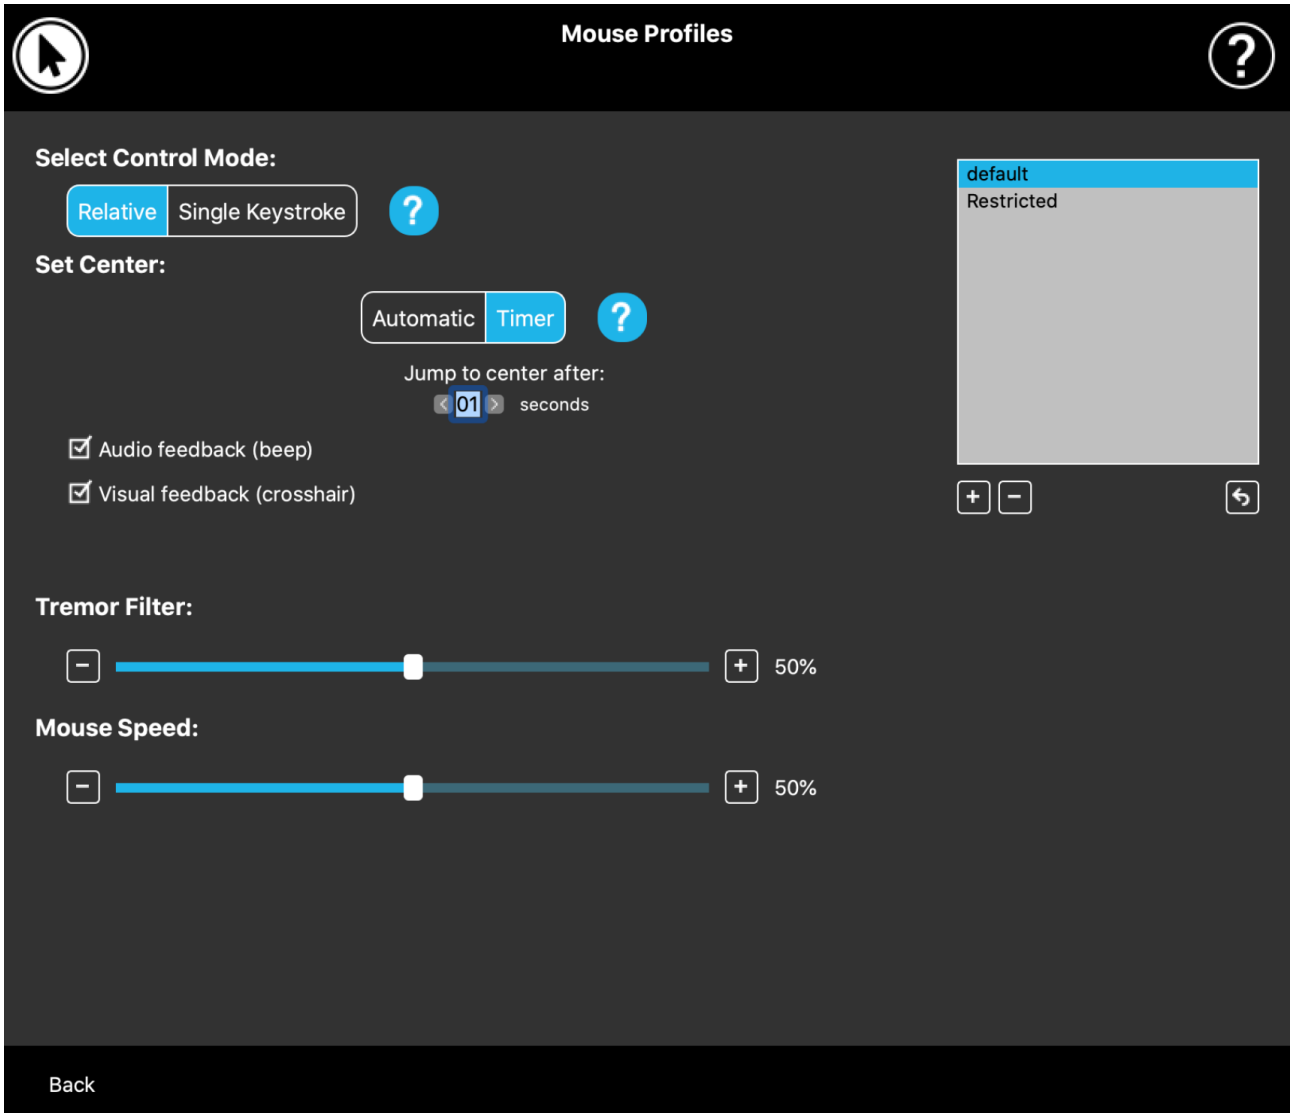 Mouse Profiles
?
Select Control Mode:
Relative Single Keystroke ?
Set Center:
Automatic Timer ?
Jump to center after:
< 01 > seconds
Audio feedback (beep)
Visual feedback (crosshair)
default
Restricted
+ −
Tremor Filter:
− + 50%
Mouse Speed:
− + 50%
Back